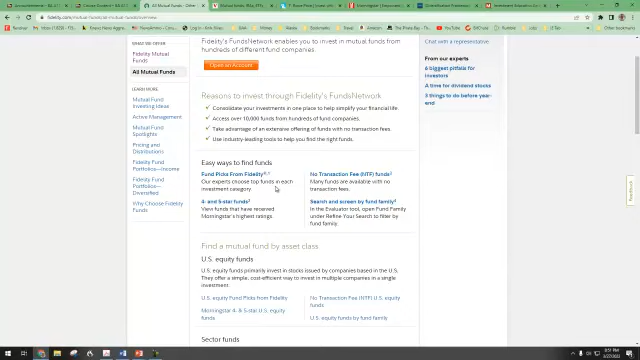 fidelity.com/mutual-funds/all-mutual-funds/overview
WHAT WE OFFER
Fidelity Mutual
Funds
All Mutual Funds
LEARN MORE
Mutual Fund
Investing Ideas
Active Management
Mutual Fund
Spotlights
Pricing and
Distributions
Fidelity Fund
Portfolios—Income
Fidelity Fund
Portfolios—
Diversified
Why Choose Fidelity
Funds
Fidelity's FundsNetwork enables you to invest in mutual funds from
hundreds of different fund companies.
Open an Account
Reasons to invest through Fidelity's FundsNetwork
Consolidate your investments in one place to help simplify your financial life.
Access over 10,000 funds from hundreds of fund companies.
Take advantage of an extensive offering of funds with no transaction fees.
Use industry-leading tools to help you find the right funds.
Easy ways to find funds
Fund Picks From Fidelity
Our experts choose top funds in each
investment category.
No Transaction Fee (NTF) funds
Many funds are available with no
transaction fees.
4- and 5-star funds
View funds that have received
Morningstar's highest ratings.
Search and screen by fund family
In the Evaluator tool, open Fund Family
under Refine Your Search to filter by
fund family.
Find a mutual fund by asset class
U.S. equity funds
U.S. equity funds primarily invest in stocks issued by companies based in the U.S.
They offer a simple, cost-efficient way to invest in multiple companies in a single
investment.
U.S. equity Fund Picks from Fidelity
No Transaction Fee (NTF) U.S. equity
funds
Morningstar 4- & 5-star U.S. equity
funds
U.S. equity funds by fund family
Sector funds
Chat with a representative
From our experts
6 biggest pitfalls for
investors
A time for dividend stocks
3 things to do before year-
end
Feedback